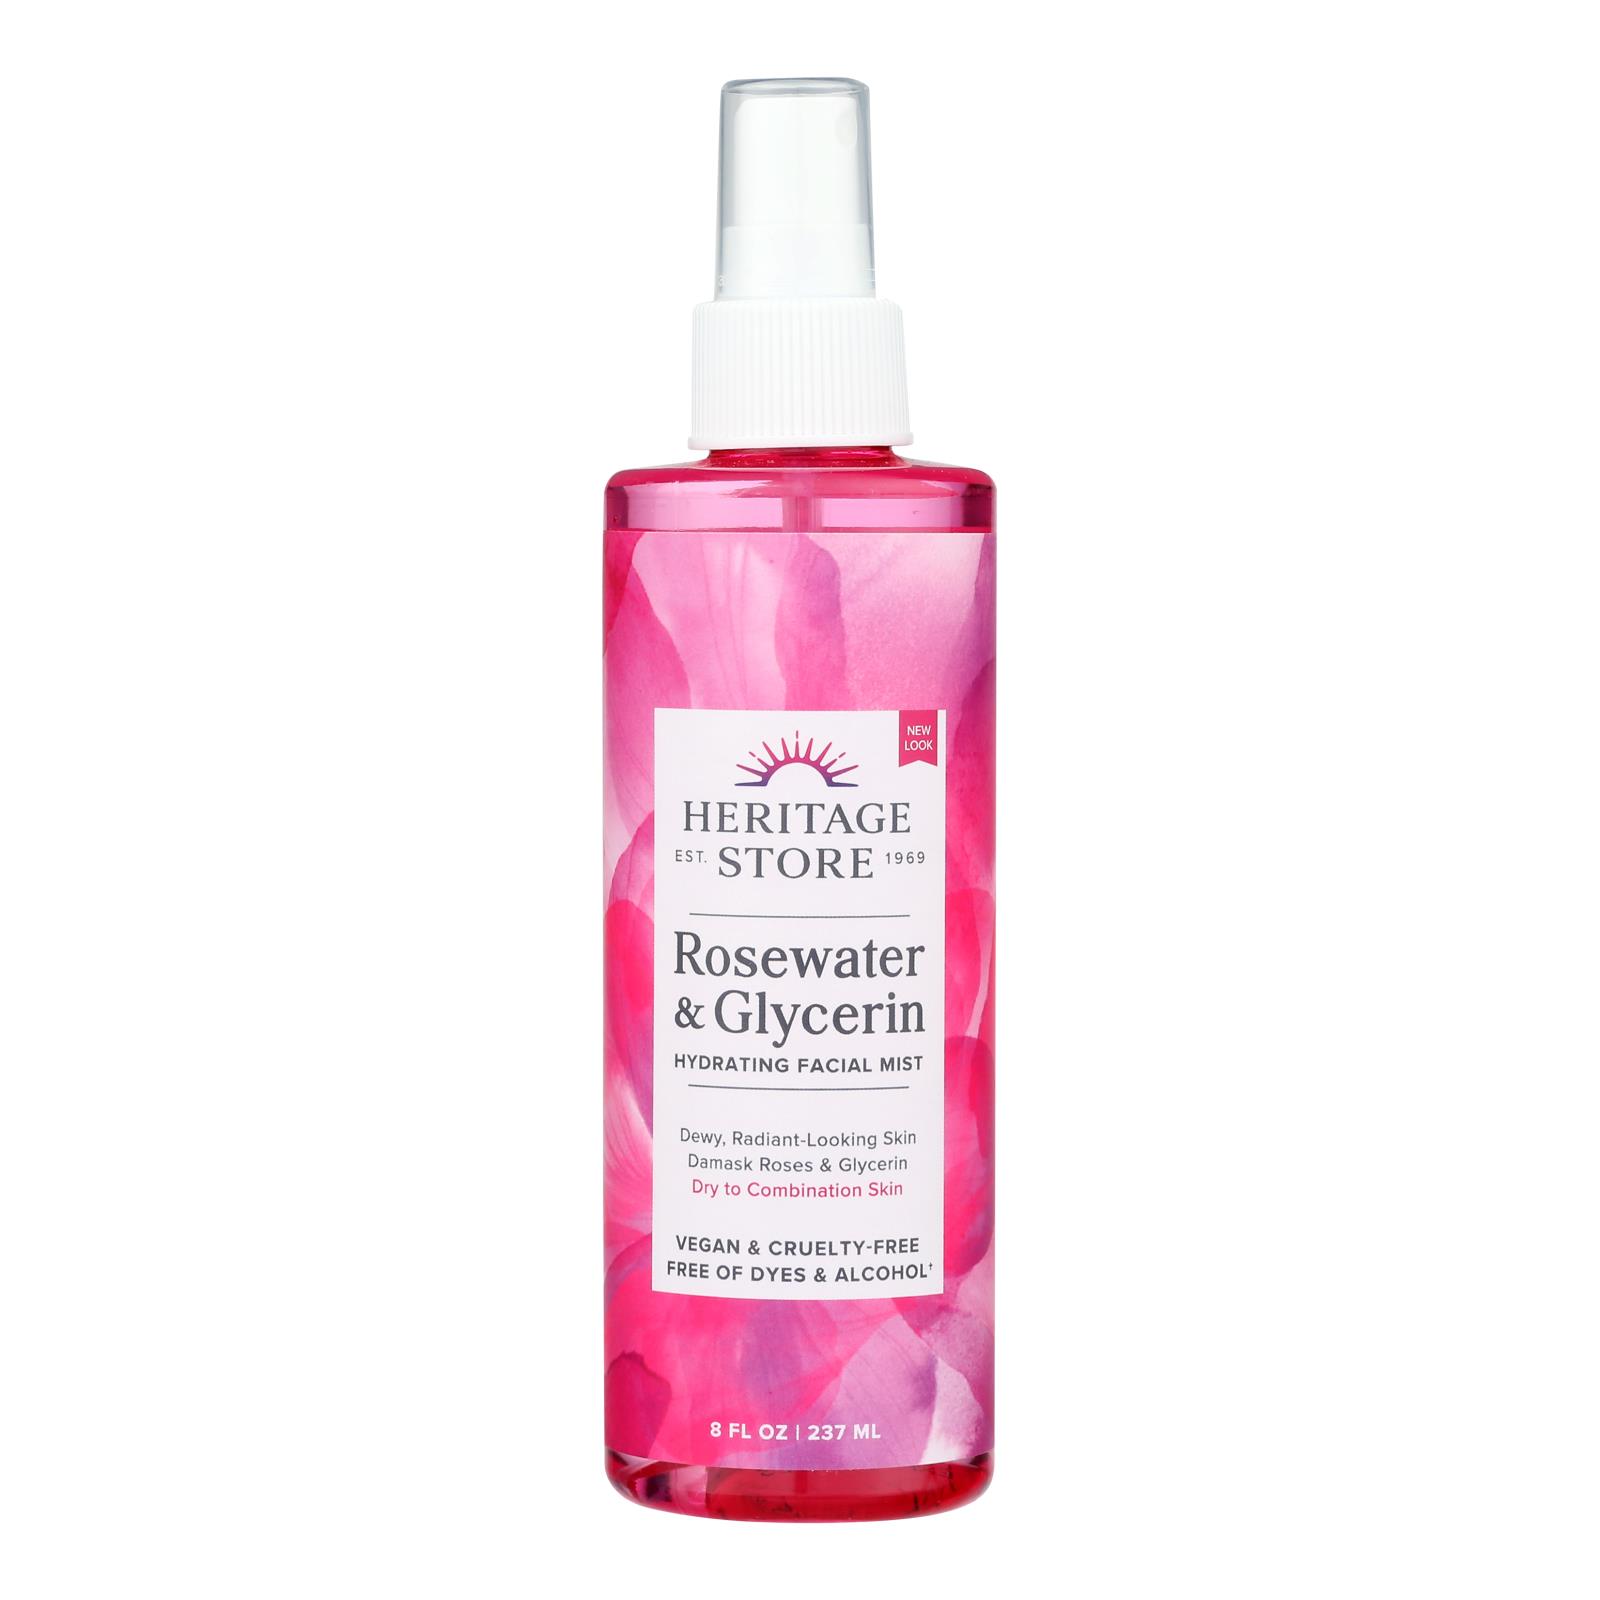 NEW
LOOK
HERITAGE
EST. STORE 1969
Rosewater
& Glycerin
HYDRATING FACIAL MIST
Dewy, Radiant-Looking Skin
Damask Roses & Glycerin
Dry to Combination Skin
VEGAN & CRUELTY-FREE
FREE OF DYES & ALCOHOL†
8 FL OZ | 237 ML